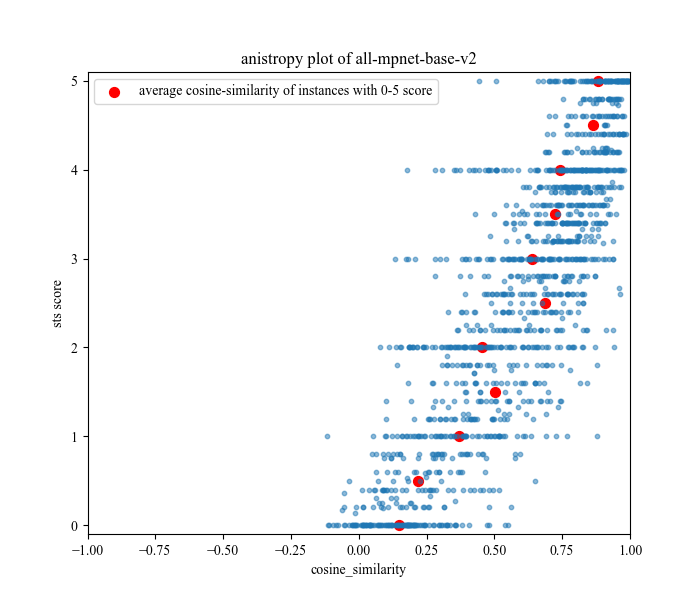 anistropy plot of all-mpnet-base-v2
average cosine-similarity of instances with 0-5 score
sts score
5
4
3
2
1
0
−1.00 −0.75 −0.50 −0.25 0.00 0.25 0.50 0.75 1.00
cosine_similarity